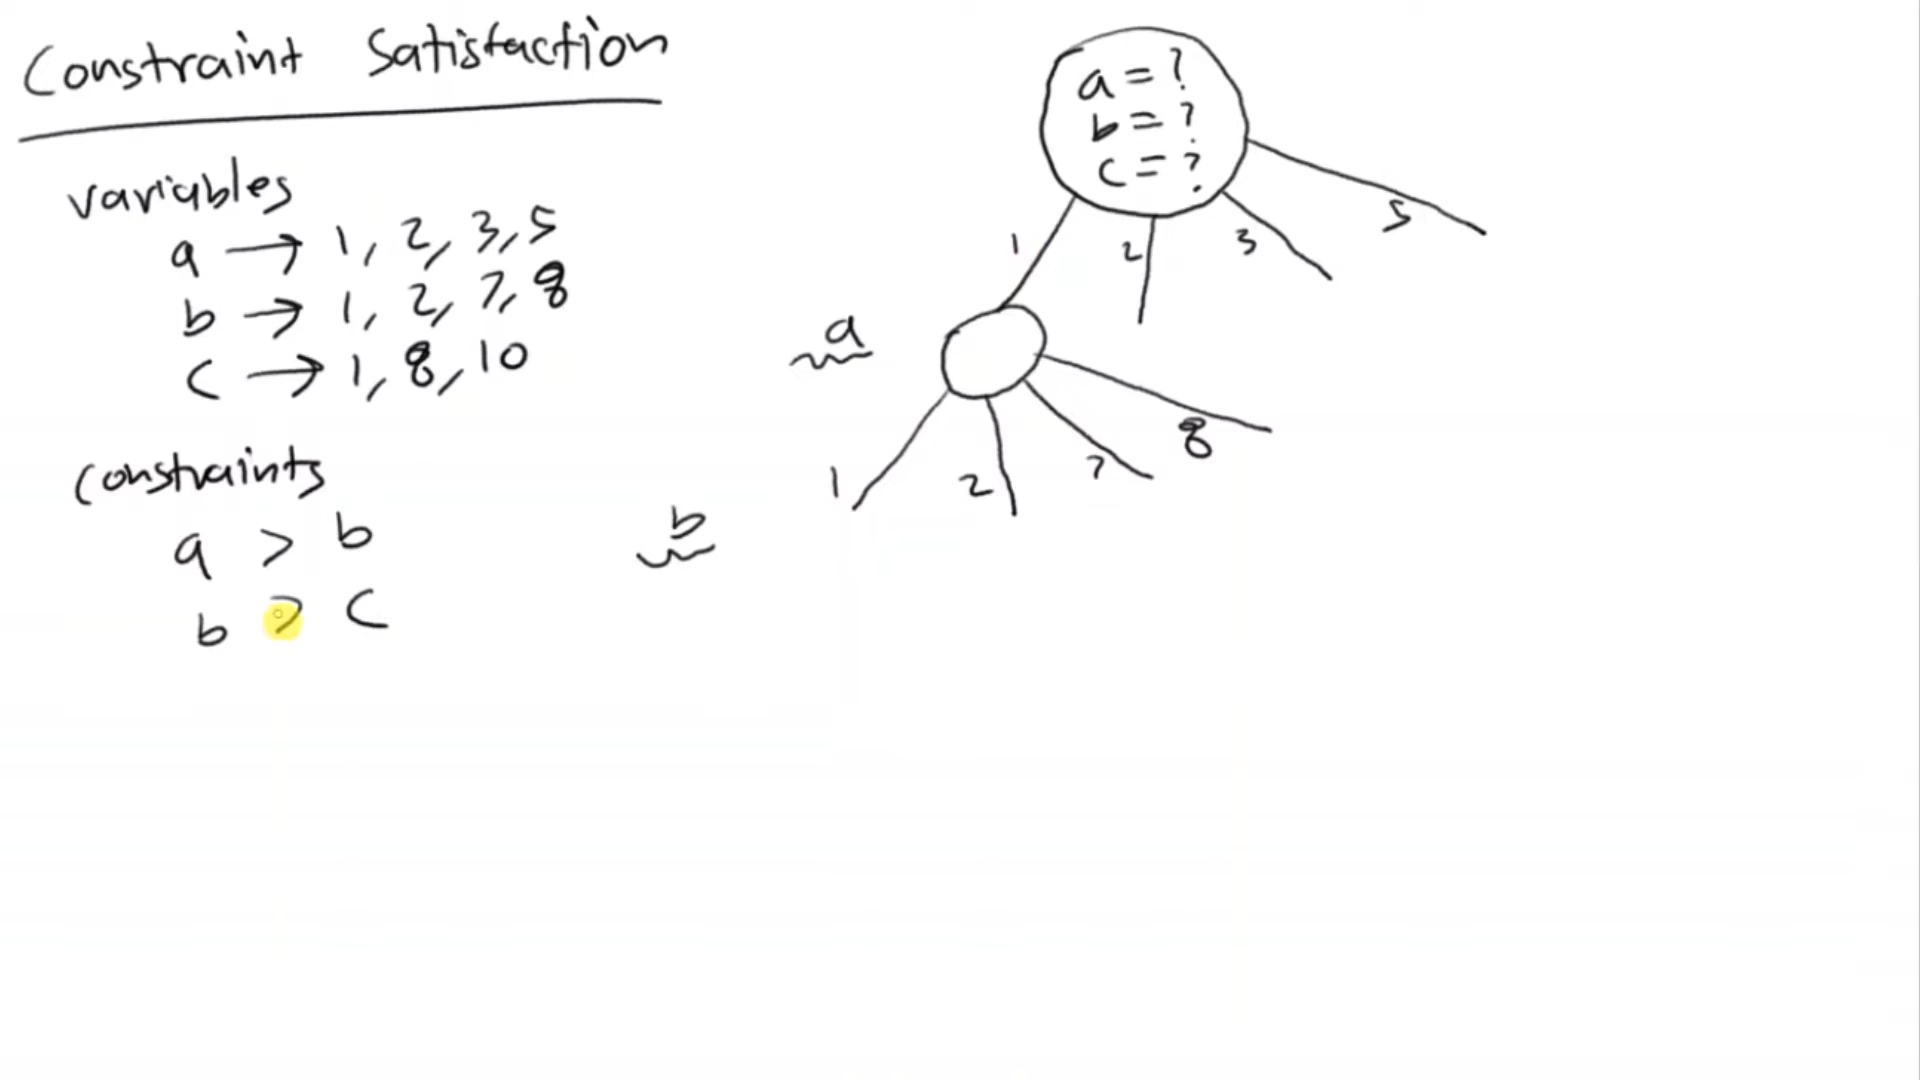 Constraint Satisfaction
variables
a → 1, 2, 3, 5
b → 1, 2, 7, 8
c → 1, 8, 10
constraints
a > b
b > c
a = ?
b = ?
c = ?
1 2 3 5
a
1 2 7 8
b